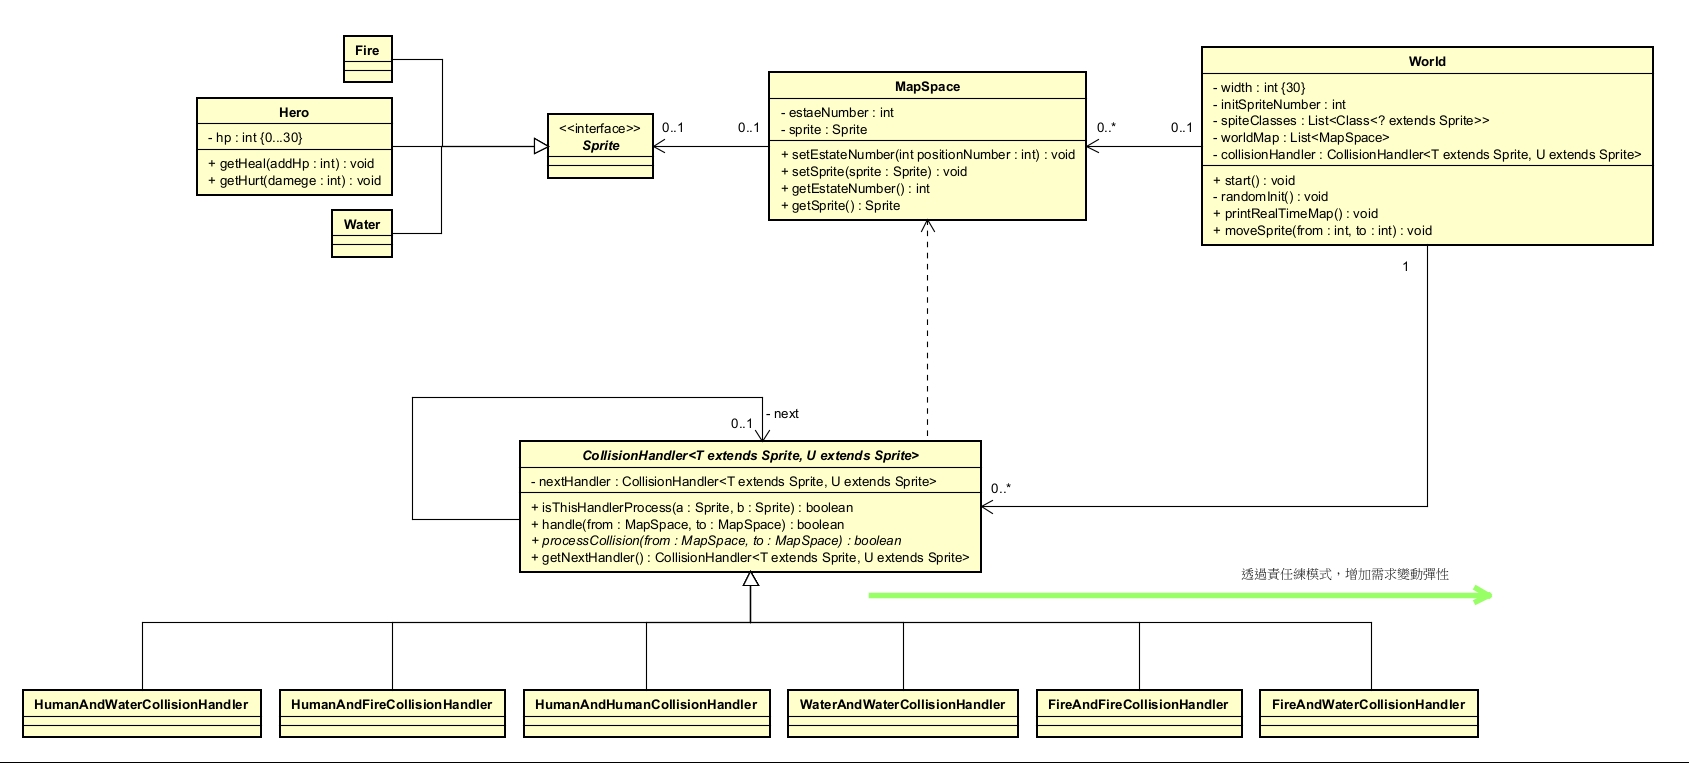 Fire
Hero
- hp : int {0...30}
+ getHeal(addHp : int) : void
+ getHurt(damege : int) : void
Water
<<interface>>
Sprite
0..1
0..1
MapSpace
- estaeNumber : int
- sprite : Sprite
+ setEstateNumber(int positionNumber : int) : void
+ setSprite(sprite : Sprite) : void
+ getEstateNumber() : int
+ getSprite() : Sprite
0..*
0..1
World
- width : int {30}
- initSpriteNumber : int
- spiteClasses : List<Class<? extends Sprite>>
- worldMap : List<MapSpace>
- collisionHandler : CollisionHandler<T extends Sprite, U extends Sprite>
+ start() : void
- randomInit() : void
+ printRealTimeMap() : void
+ moveSprite(from : int, to : int) : void
1
- next
0..1
CollisionHandler<T extends Sprite, U extends Sprite>
- nextHandler : CollisionHandler<T extends Sprite, U extends Sprite>
+ isThisHandlerProcess(a : Sprite, b : Sprite) : boolean
+ handle(from : MapSpace, to : MapSpace) : boolean
+ processCollision(from : MapSpace, to : MapSpace) : boolean
+ getNextHandler() : CollisionHandler<T extends Sprite, U extends Sprite>
0..*
透過責任練模式，增加需求變動彈性
HumanAndWaterCollisionHandler
HumanAndFireCollisionHandler
HumanAndHumanCollisionHandler
WaterAndWaterCollisionHandler
FireAndFireCollisionHandler
FireAndWaterCollisionHandler